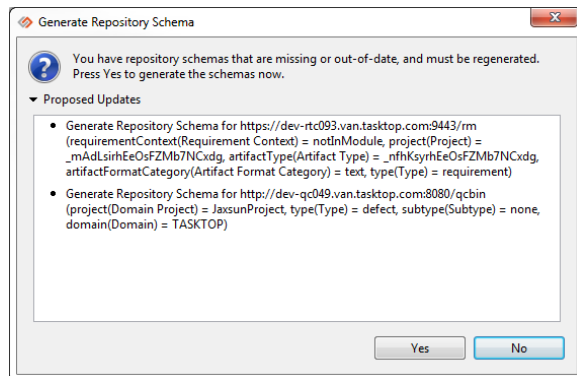 Generate Repository Schema
You have repository schemas that are missing or out-of-date, and must be regenerated.
Press Yes to generate the schemas now.
Proposed Updates
• Generate Repository Schema for https://dev-rtc093.van.tasktop.com:9443/rm
(requirementContext(Requirement Context) = notInModule, project(Project) =
_mAdLsirhEeOsFZMb7NCxdg, artifactType(Artifact Type) = _nfhKsyrhEeOsFZMb7NCxdg,
artifactFormatCategory(Artifact Format Category) = text, type(Type) = requirement)
• Generate Repository Schema for http://dev-qc049.van.tasktop.com:8080/qcbin
(project(Domain Project) = JaxsunProject, type(Type) = defect, subtype(Subtype) = none,
domain(Domain) = TASKTOP)
Yes
No